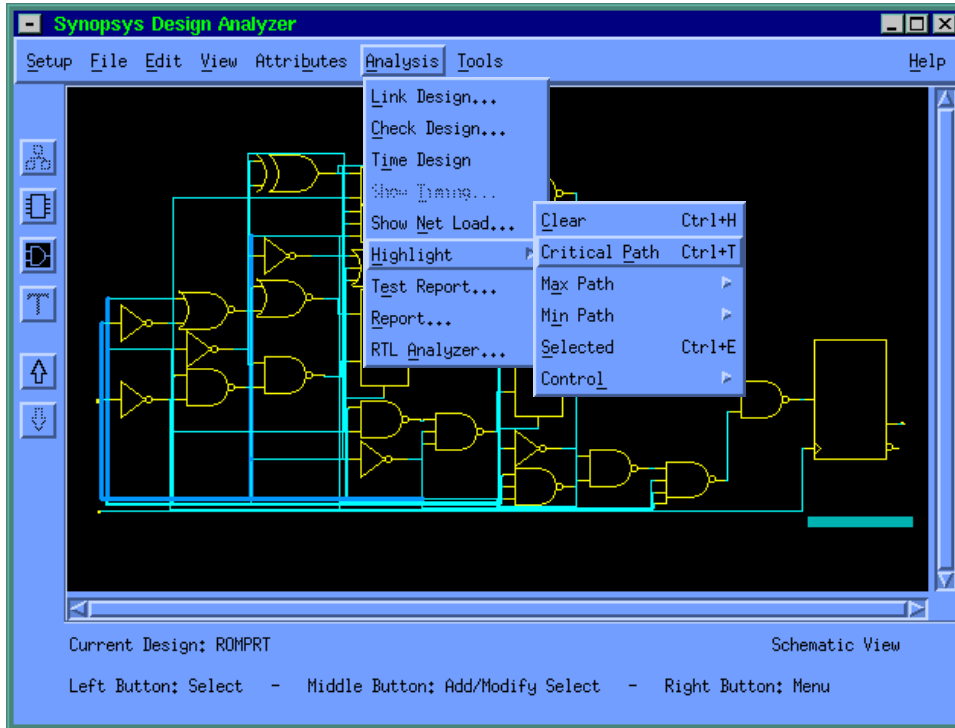 Synopsys Design Analyzer
Setup File Edit View Attributes Analysis Tools Help
Link Design...
Check Design...
Time Design
Show Timing...
Show Net Load...
Highlight
Test Report...
Report...
RTL Analyzer...
Clear Ctrl+H
Critical Path Ctrl+T
Max Path
Min Path
Selected Ctrl+E
Control
Current Design: ROMPRT Schematic View
Left Button: Select - Middle Button: Add/Modify Select - Right Button: Menu